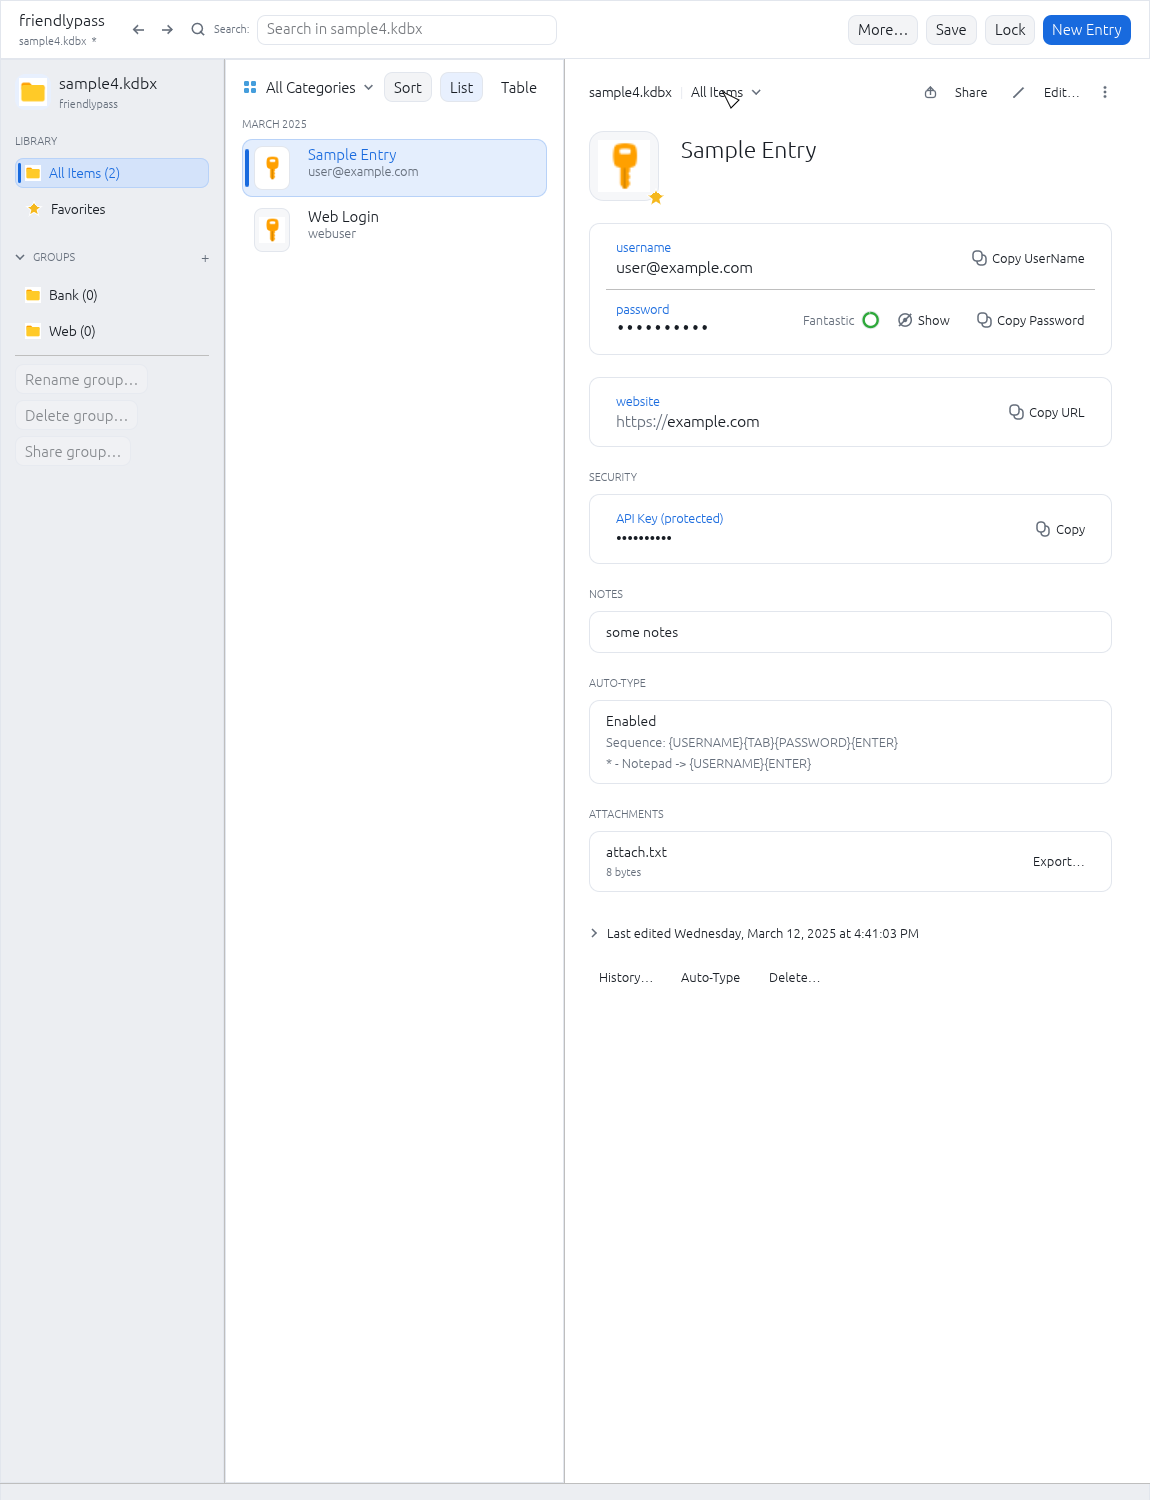 friendlypass
sample4.kdbx *
Search:
Search in sample4.kdbx
More...
Save
Lock
New Entry
sample4.kdbx
friendlypass
LIBRARY
All Items (2)
Favorites
GROUPS
+
Bank (0)
Web (0)
Rename group...
Delete group...
Share group...
All Categories
Sort
List
Table
MARCH 2025
Sample Entry
user@example.com
Web Login
webuser
sample4.kdbx
All Items
Share
Edit...
Sample Entry
username
user@example.com
Copy UserName
password
••••••••••
Fantastic
Show
Copy Password
website
https://example.com
Copy URL
SECURITY
API Key (protected)
••••••••••
Copy
NOTES
some notes
AUTO-TYPE
Enabled
Sequence: {USERNAME}{TAB}{PASSWORD}{ENTER}
* - Notepad -> {USERNAME}{ENTER}
ATTACHMENTS
attach.txt
8 bytes
Export...
Last edited Wednesday, March 12, 2025 at 4:41:03 PM
History...
Auto-Type
Delete...